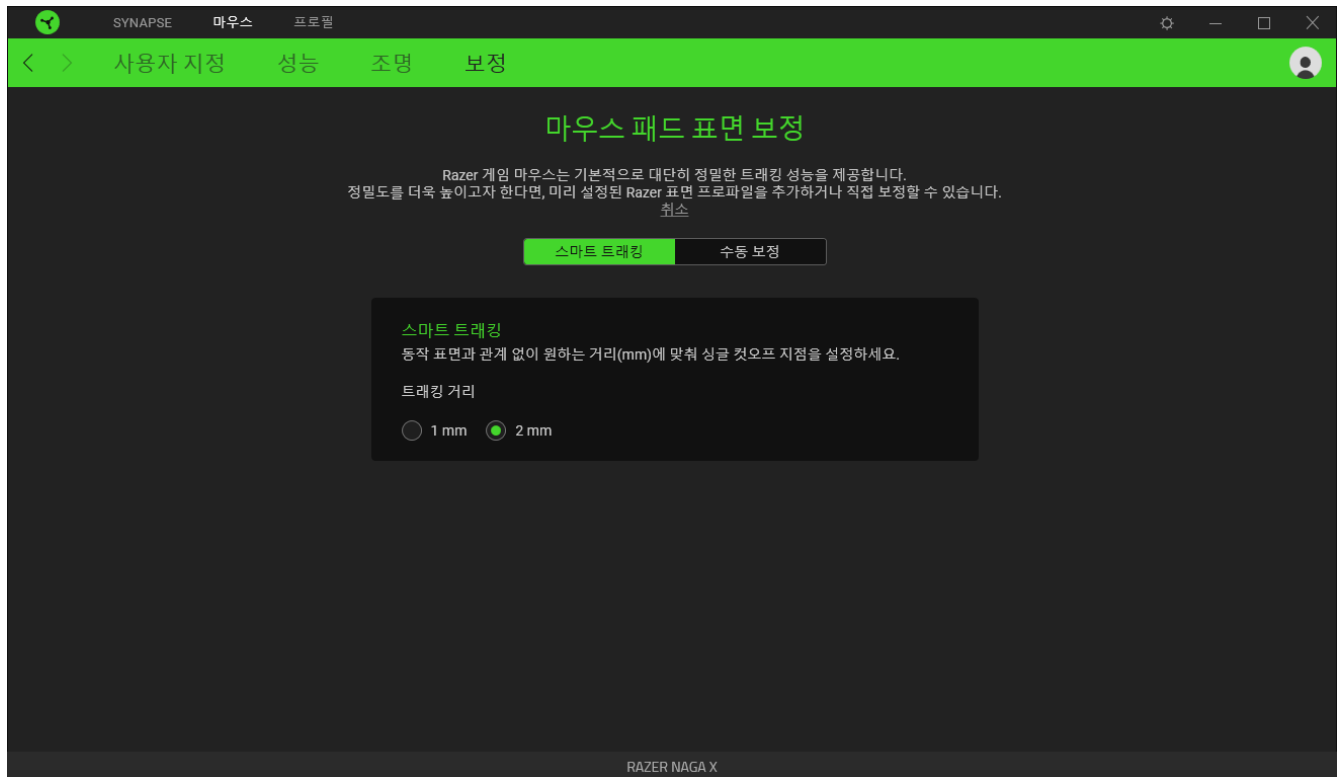 SYNAPSE 마우스 프로필
사용자 지정 성능 조명 보정
마우스 패드 표면 보정
Razer 게임 마우스는 기본적으로 대단히 정밀한 트래킹 성능을 제공합니다.
정밀도를 더욱 높이고자 한다면, 미리 설정된 Razer 표면 프로파일을 추가하거나 직접 보정할 수 있습니다.
취소
스마트 트래킹 수동 보정
스마트 트래킹
동작 표면과 관계 없이 원하는 거리(mm)에 맞춰 싱글 컷오프 지점을 설정하세요.
트래킹 거리
1 mm 2 mm
RAZER NAGA X